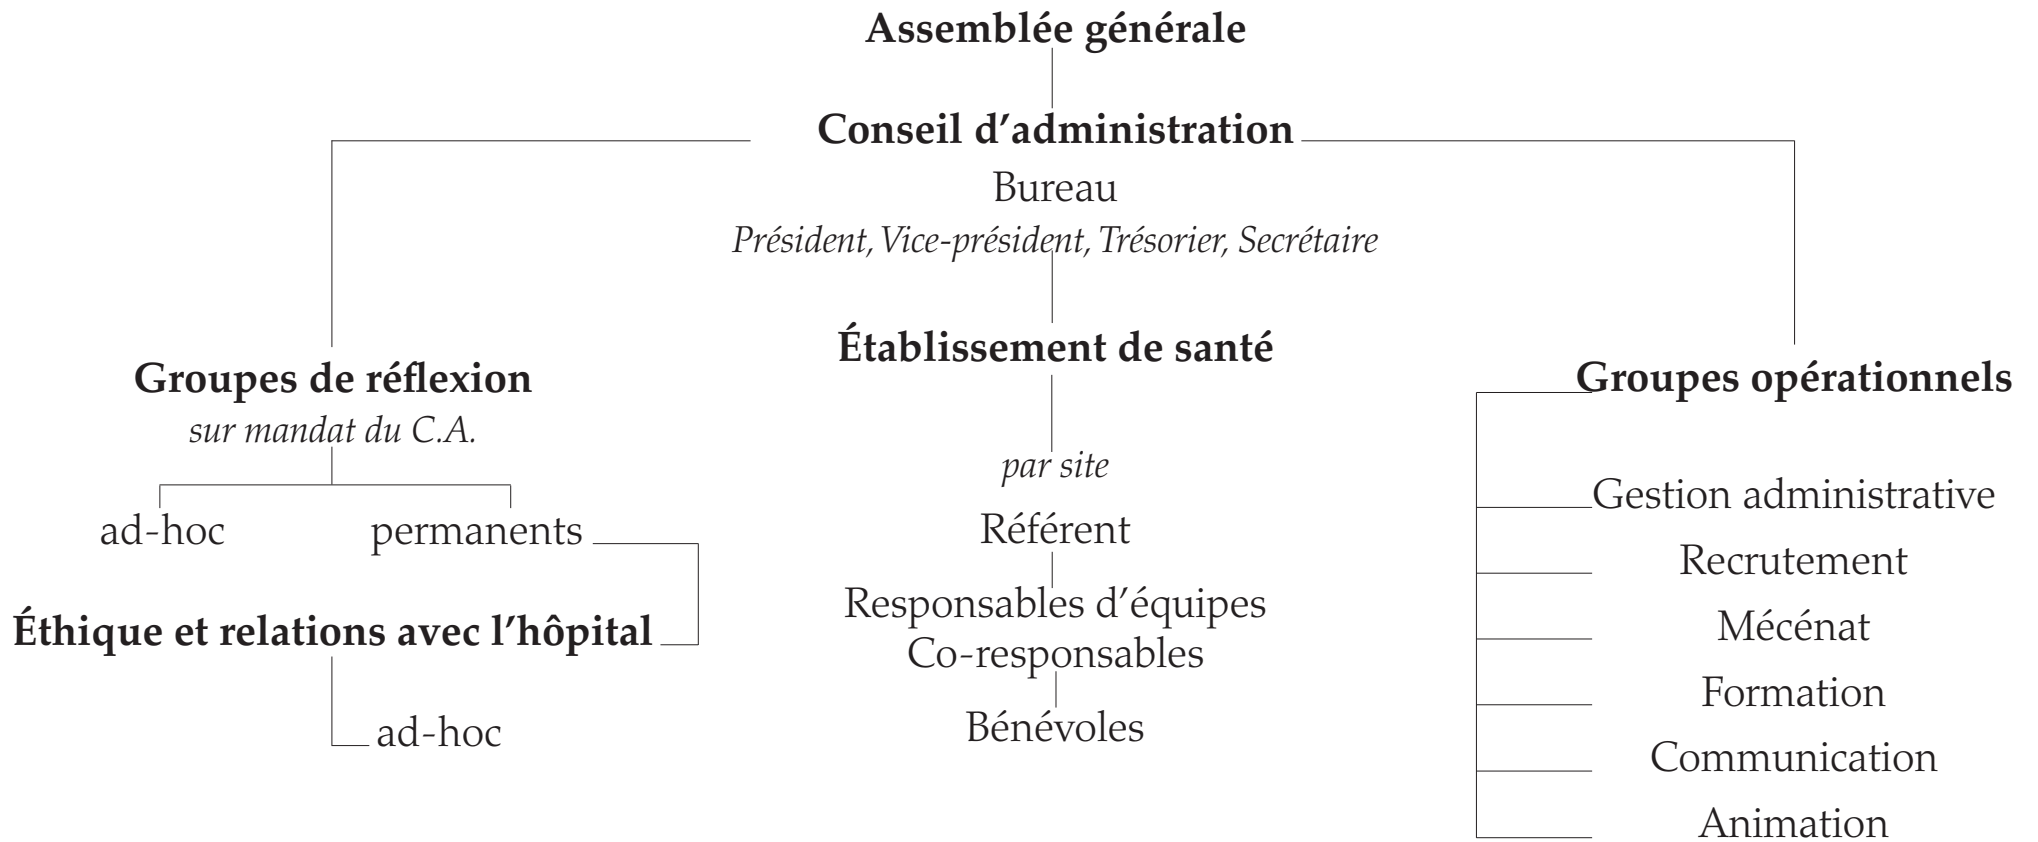 Assemblée générale
Conseil d’administration
Bureau
Président, Vice-président, Trésorier, Secrétaire
Groupes de réflexion
sur mandat du C.A.
ad-hoc
permanents
Éthique et relations avec l’hôpital
ad-hoc
Établissement de santé
par site
Référent
Responsables d’équipes
Co-responsables
Bénévoles
Groupes opérationnels
Gestion administrative
Recrutement
Mécénat
Formation
Communication
Animation